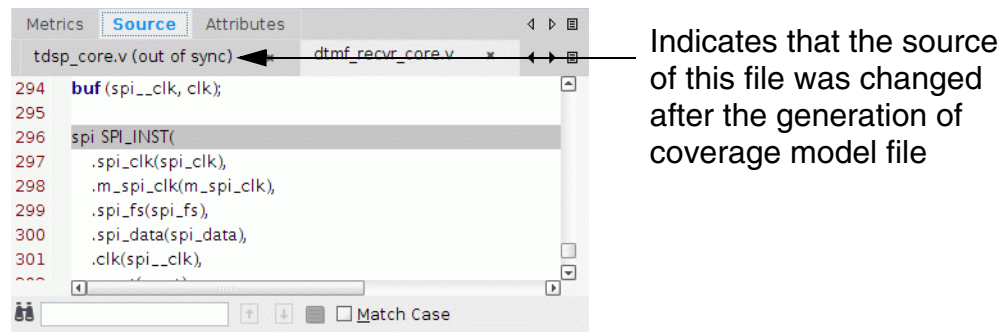 Metrics Source Attributes
tdsp_core.v (out of sync) dtmf_recvr_core.v
294 buf (spi__clk, clk);
295
296 spi SPI_INST(
297 .spi_clk(spi_clk),
298 .m_spi_clk(m_spi_clk),
299 .spi_fs(spi_fs),
300 .spi_data(spi_data),
301 .clk(spi__clk),
Match Case
Indicates that the source
of this file was changed
after the generation of
coverage model file